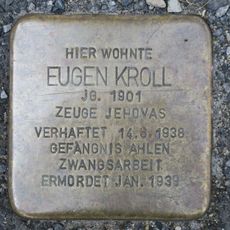 HIER WOHNTE
EUGEN KROLL
JG. 1901
ZEUGE JEHOVAS
VERHAFTET 14.6.1938
GEFÄNGNIS AHLEN
ZWANGSARBEIT
ERMORDET JAN. 1939